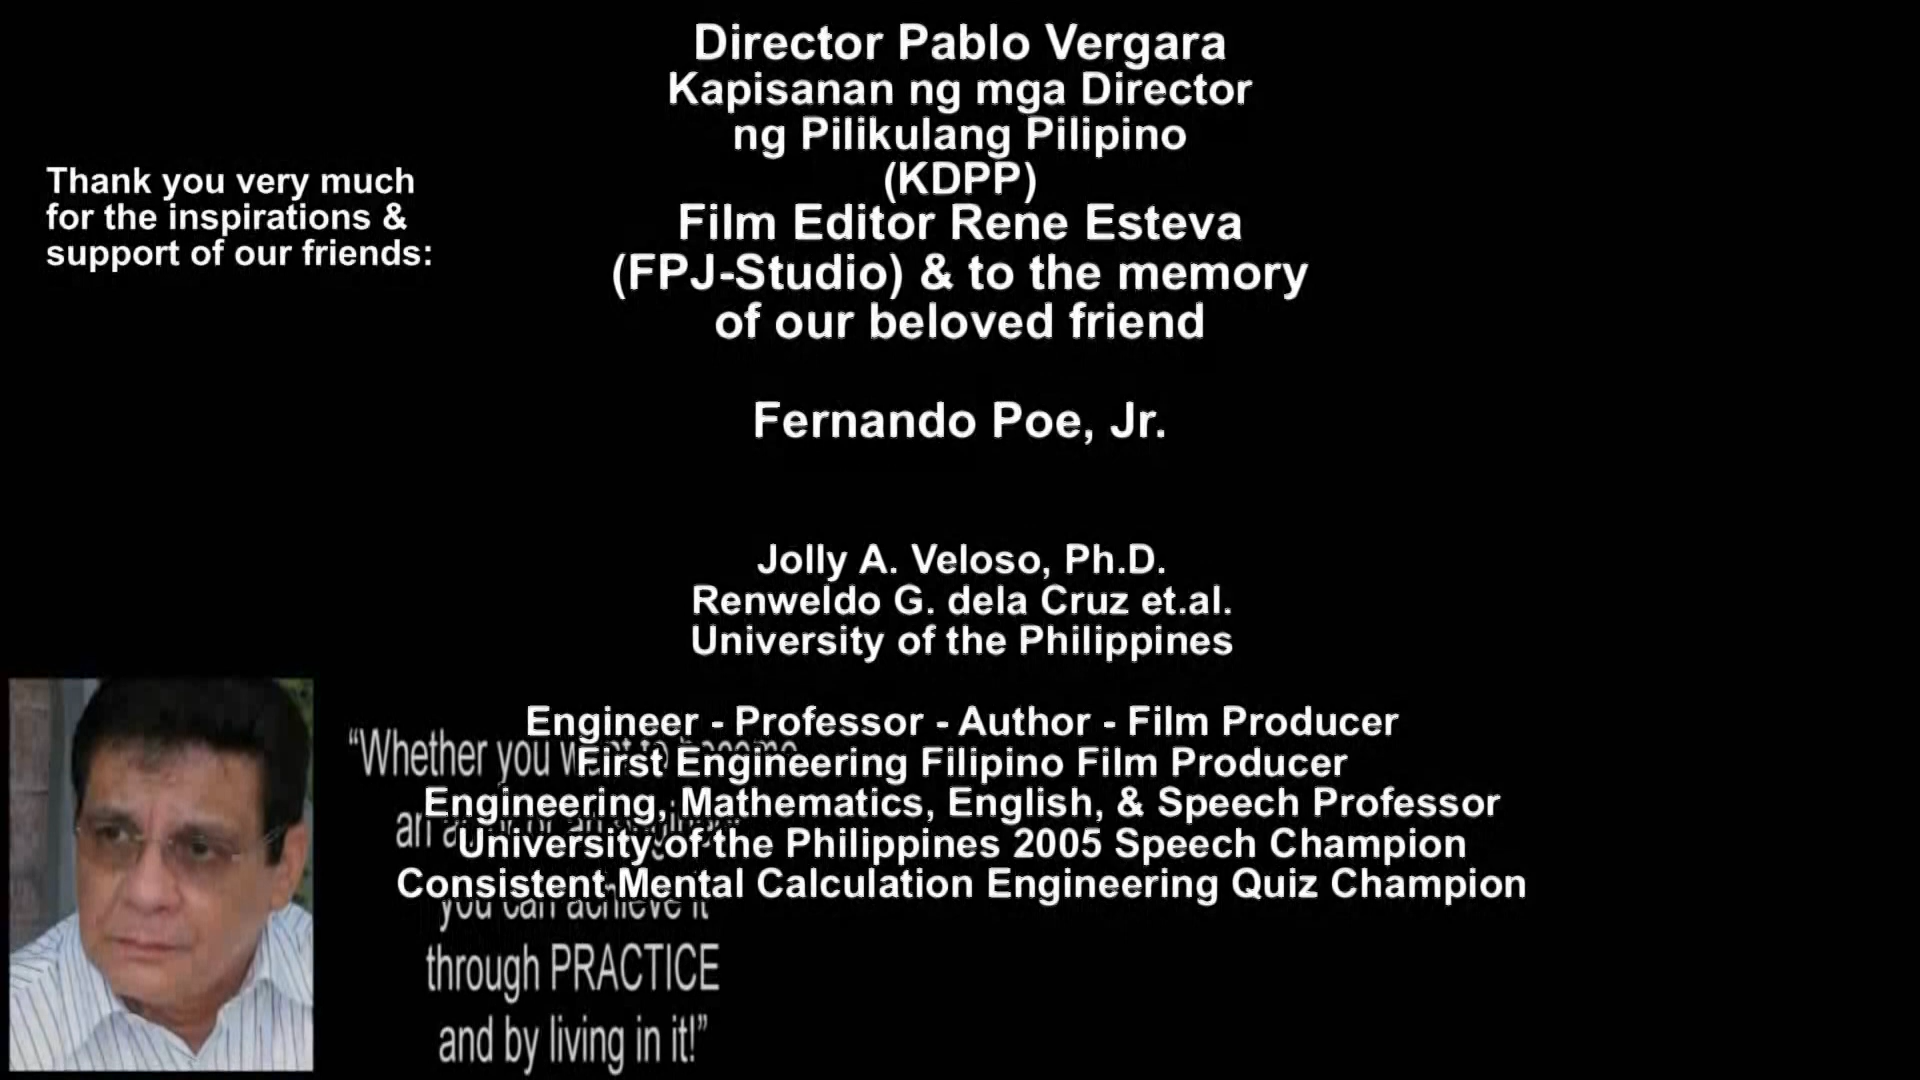 Thank you very much
for the inspirations &
support of our friends:
Director Pablo Vergara
Kapisanan ng mga Director
ng Pilikulang Pilipino
(KDPP)
Film Editor Rene Esteva
(FPJ-Studio) & to the memory
of our beloved friend
Fernando Poe, Jr.
Jolly A. Veloso, Ph.D.
Renweldo G. dela Cruz et.al.
University of the Philippines
Engineer - Professor - Author - Film Producer
First Engineering Filipino Film Producer
Engineering, Mathematics, English, & Speech Professor
University of the Philippines 2005 Speech Champion
Consistent Mental Calculation Engineering Quiz Champion
“Whether you
an
you can achieve it
through PRACTICE
and by living in it!”